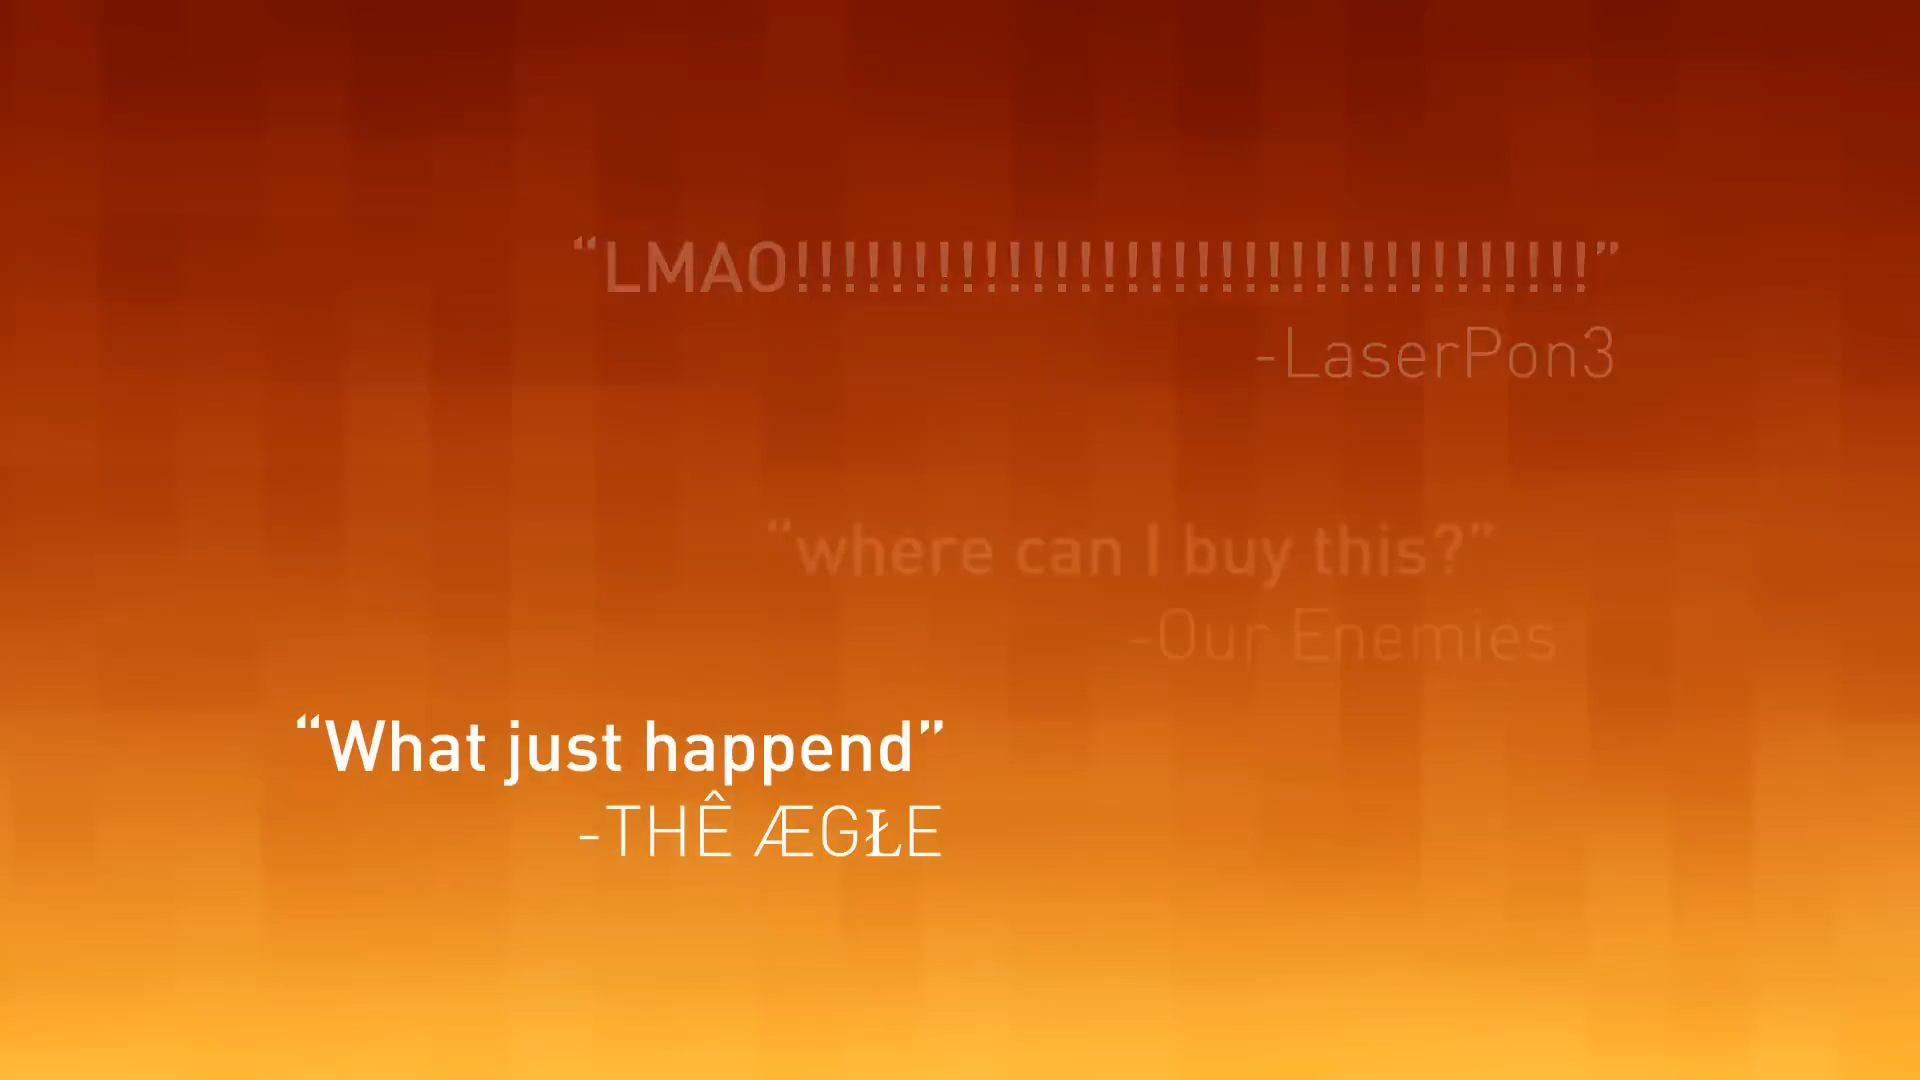 “LMAO!!!!!!!!!!!!!!!!!!!!!!!!!!!!!!!!!!”
-LaserPon3
“where can I buy this?”
-Our Enemies
“What just happend”
-THÊ ÆGŁE